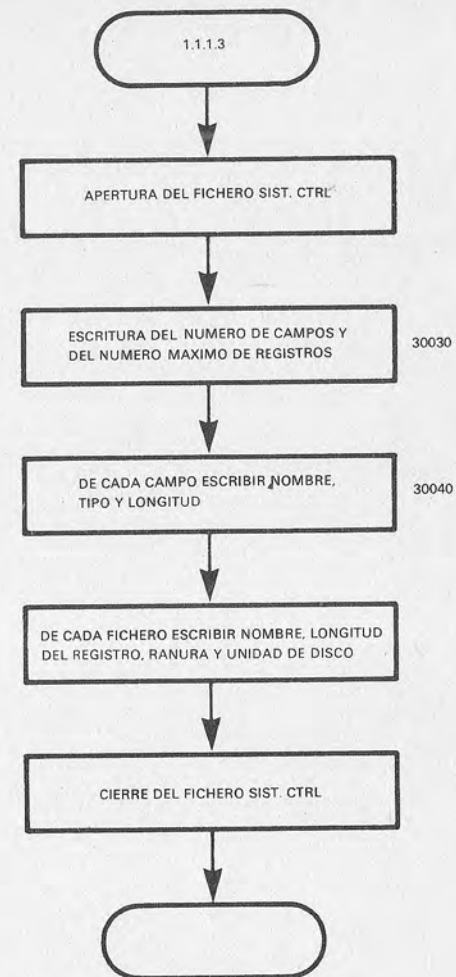 1.1.1.3
APERTURA DEL FICHERO SIST. CTRL
ESCRITURA DEL NUMERO DE CAMPOS Y
DEL NUMERO MAXIMO DE REGISTROS
30030
DE CADA CAMPO ESCRIBIR NOMBRE,
TIPO Y LONGITUD
30040
DE CADA FICHERO ESCRIBIR NOMBRE, LONGITUD
DEL REGISTRO, RANURA Y UNIDAD DE DISCO
CIERRE DEL FICHERO SIST. CTRL